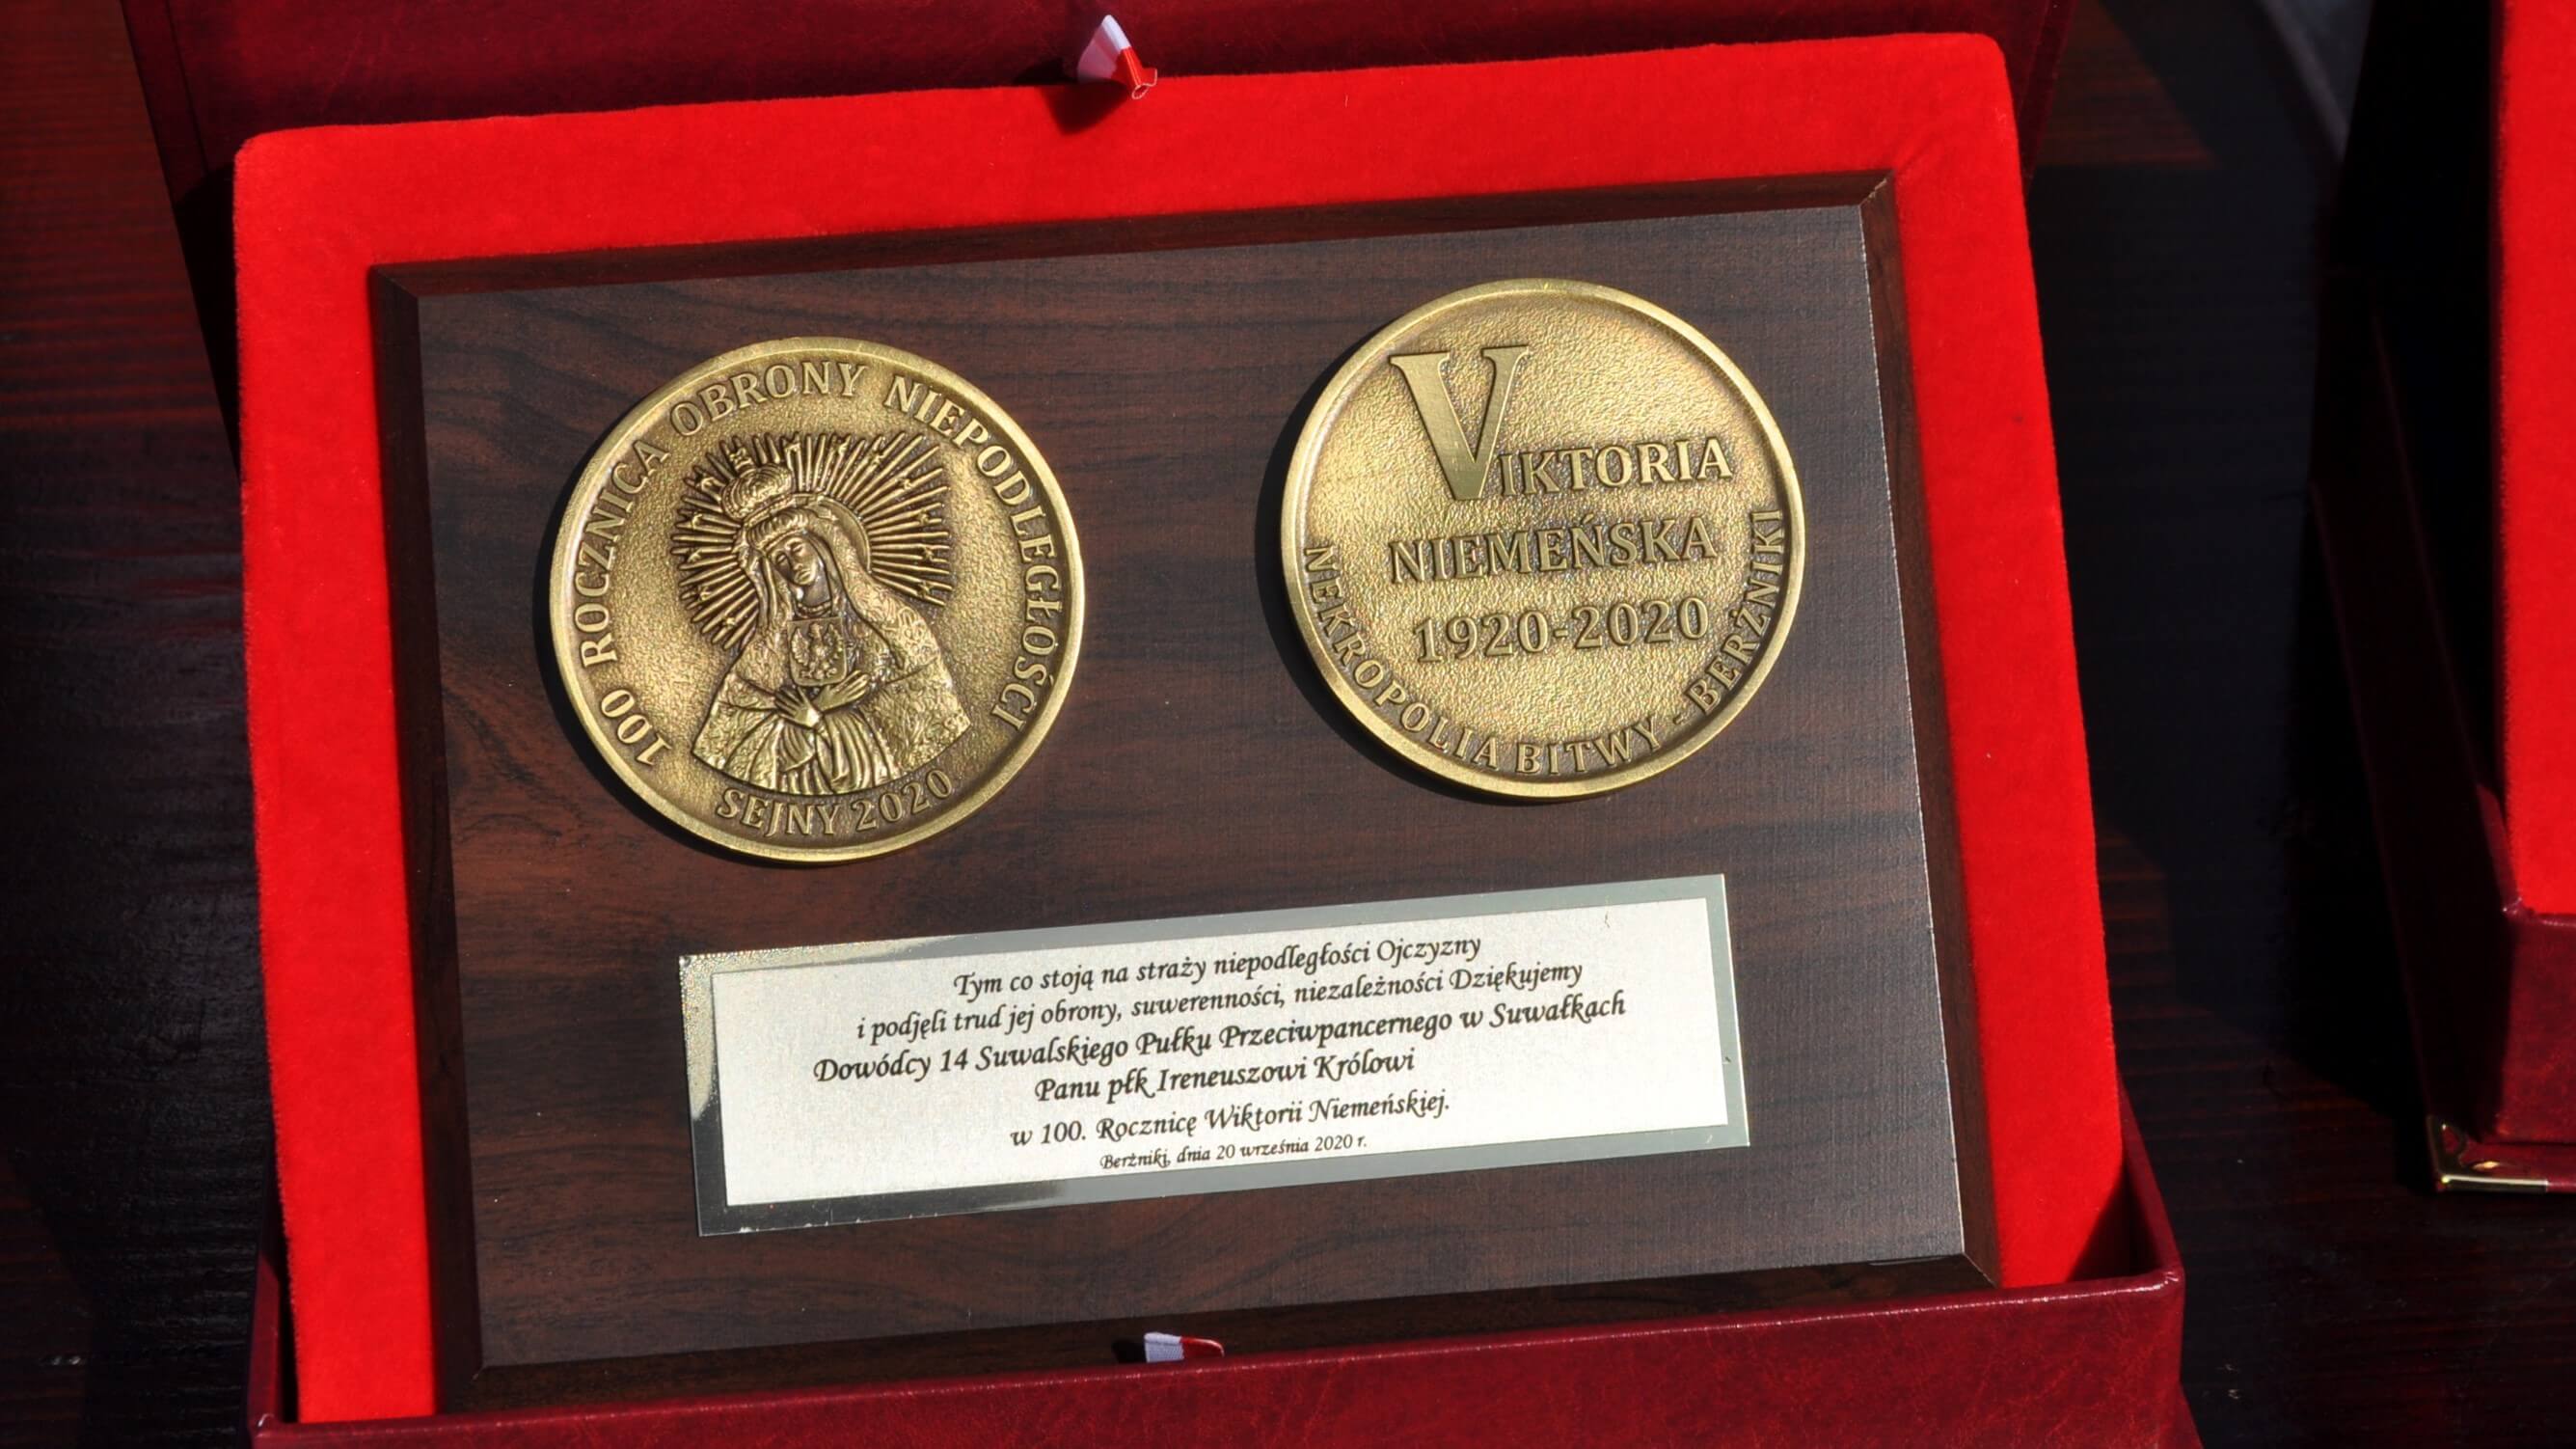 100 ROCZNICA OBRONY NIEPODLEGŁOŚCI
SEJNY 2020
VIKTORIA
NIEMEŃSKA
1920-2020
NEKROPOLIA BITWY - BERŻNIKI
Tym co stoją na straży niepodległości Ojczyzny
i podjęli trud jej obrony, suwerenności, niezależności Dziękujemy
Dowódcy 14 Suwalskiego Pułku Przeciwpancernego w Suwałkach
Panu płk Ireneuszowi Królowi
w 100. Rocznicę Wiktorii Niemeńskiej.
Berżniki, dnia 20 września 2020 r.